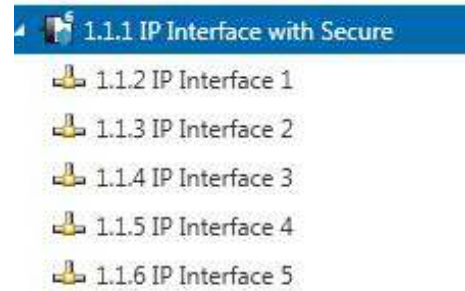 1.1.1 IP Interface with Secure
1.1.2 IP Interface 1
1.1.3 IP Interface 2
1.1.4 IP Interface 3
1.1.5 IP Interface 4
1.1.6 IP Interface 5